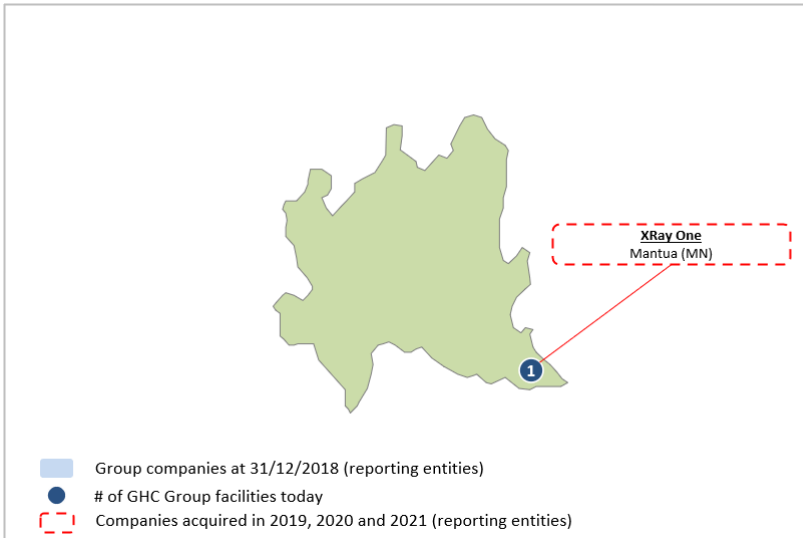 XRay One
Mantua (MN)
1
Group companies at 31/12/2018 (reporting entities)
# of GHC Group facilities today
Companies acquired in 2019, 2020 and 2021 (reporting entities)